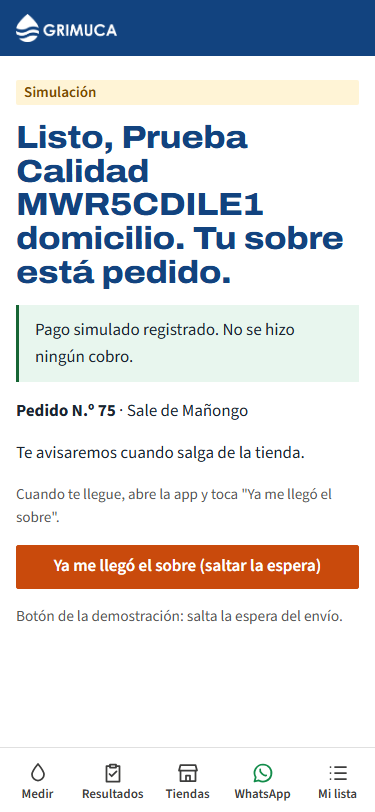 GRIMUCA
Simulación
Listo, Prueba
Calidad
MWR5CDILE1
domicilio. Tu sobre
está pedido.
Pago simulado registrado. No se hizo
ningún cobro.
Pedido N.º 75 · Sale de Mañongo
Te avisaremos cuando salga de la tienda.
Cuando te llegue, abre la app y toca "Ya me llegó el
sobre".
Ya me llegó el sobre (saltar la espera)
Botón de la demostración: salta la espera del envío.
Medir Resultados Tiendas WhatsApp Mi lista